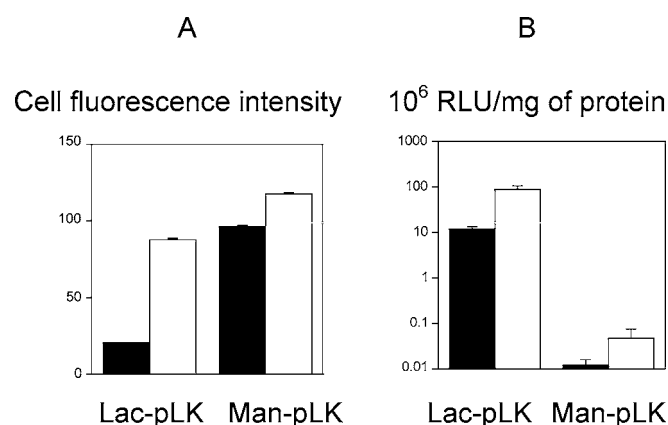 A
B
Cell fluorescence intensity
10⁶ RLU/mg of protein
150
100
50
0
Lac-pLK Man-pLK
1000
100
10
1
0.1
0.01
Lac-pLK Man-pLK